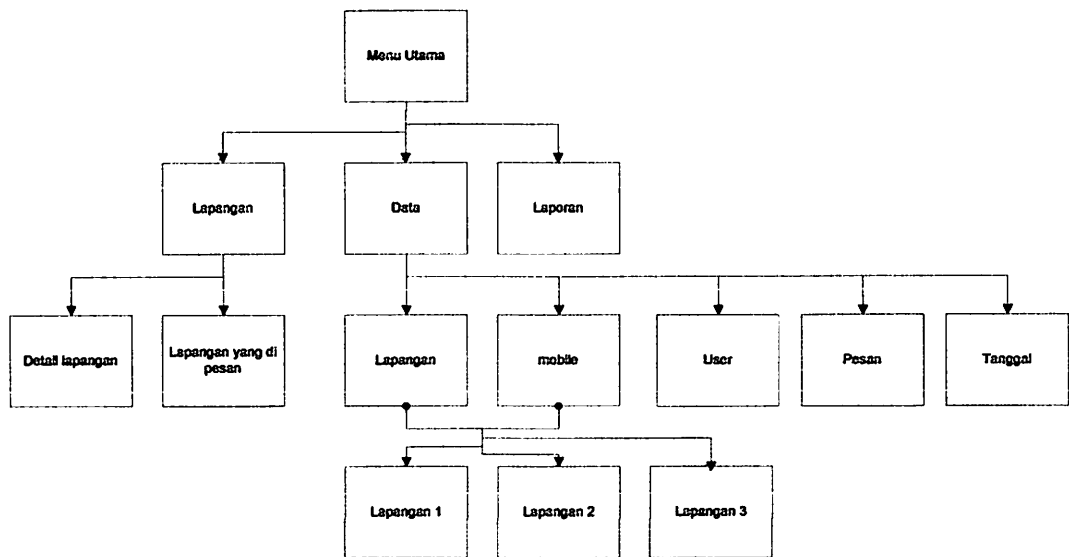 Menu Utama
Lapangan
Data
Laporan
Detail lapangan
Lapangan yang di
pesan
Lapangan
mobile
User
Pesan
Tanggal
Lapangan 1
Lapangan 2
Lapangan 3